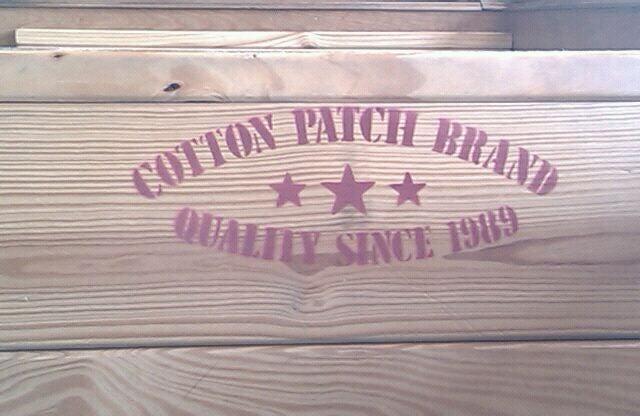 COTTON PATCH BRAND
QUALITY SINCE 1989